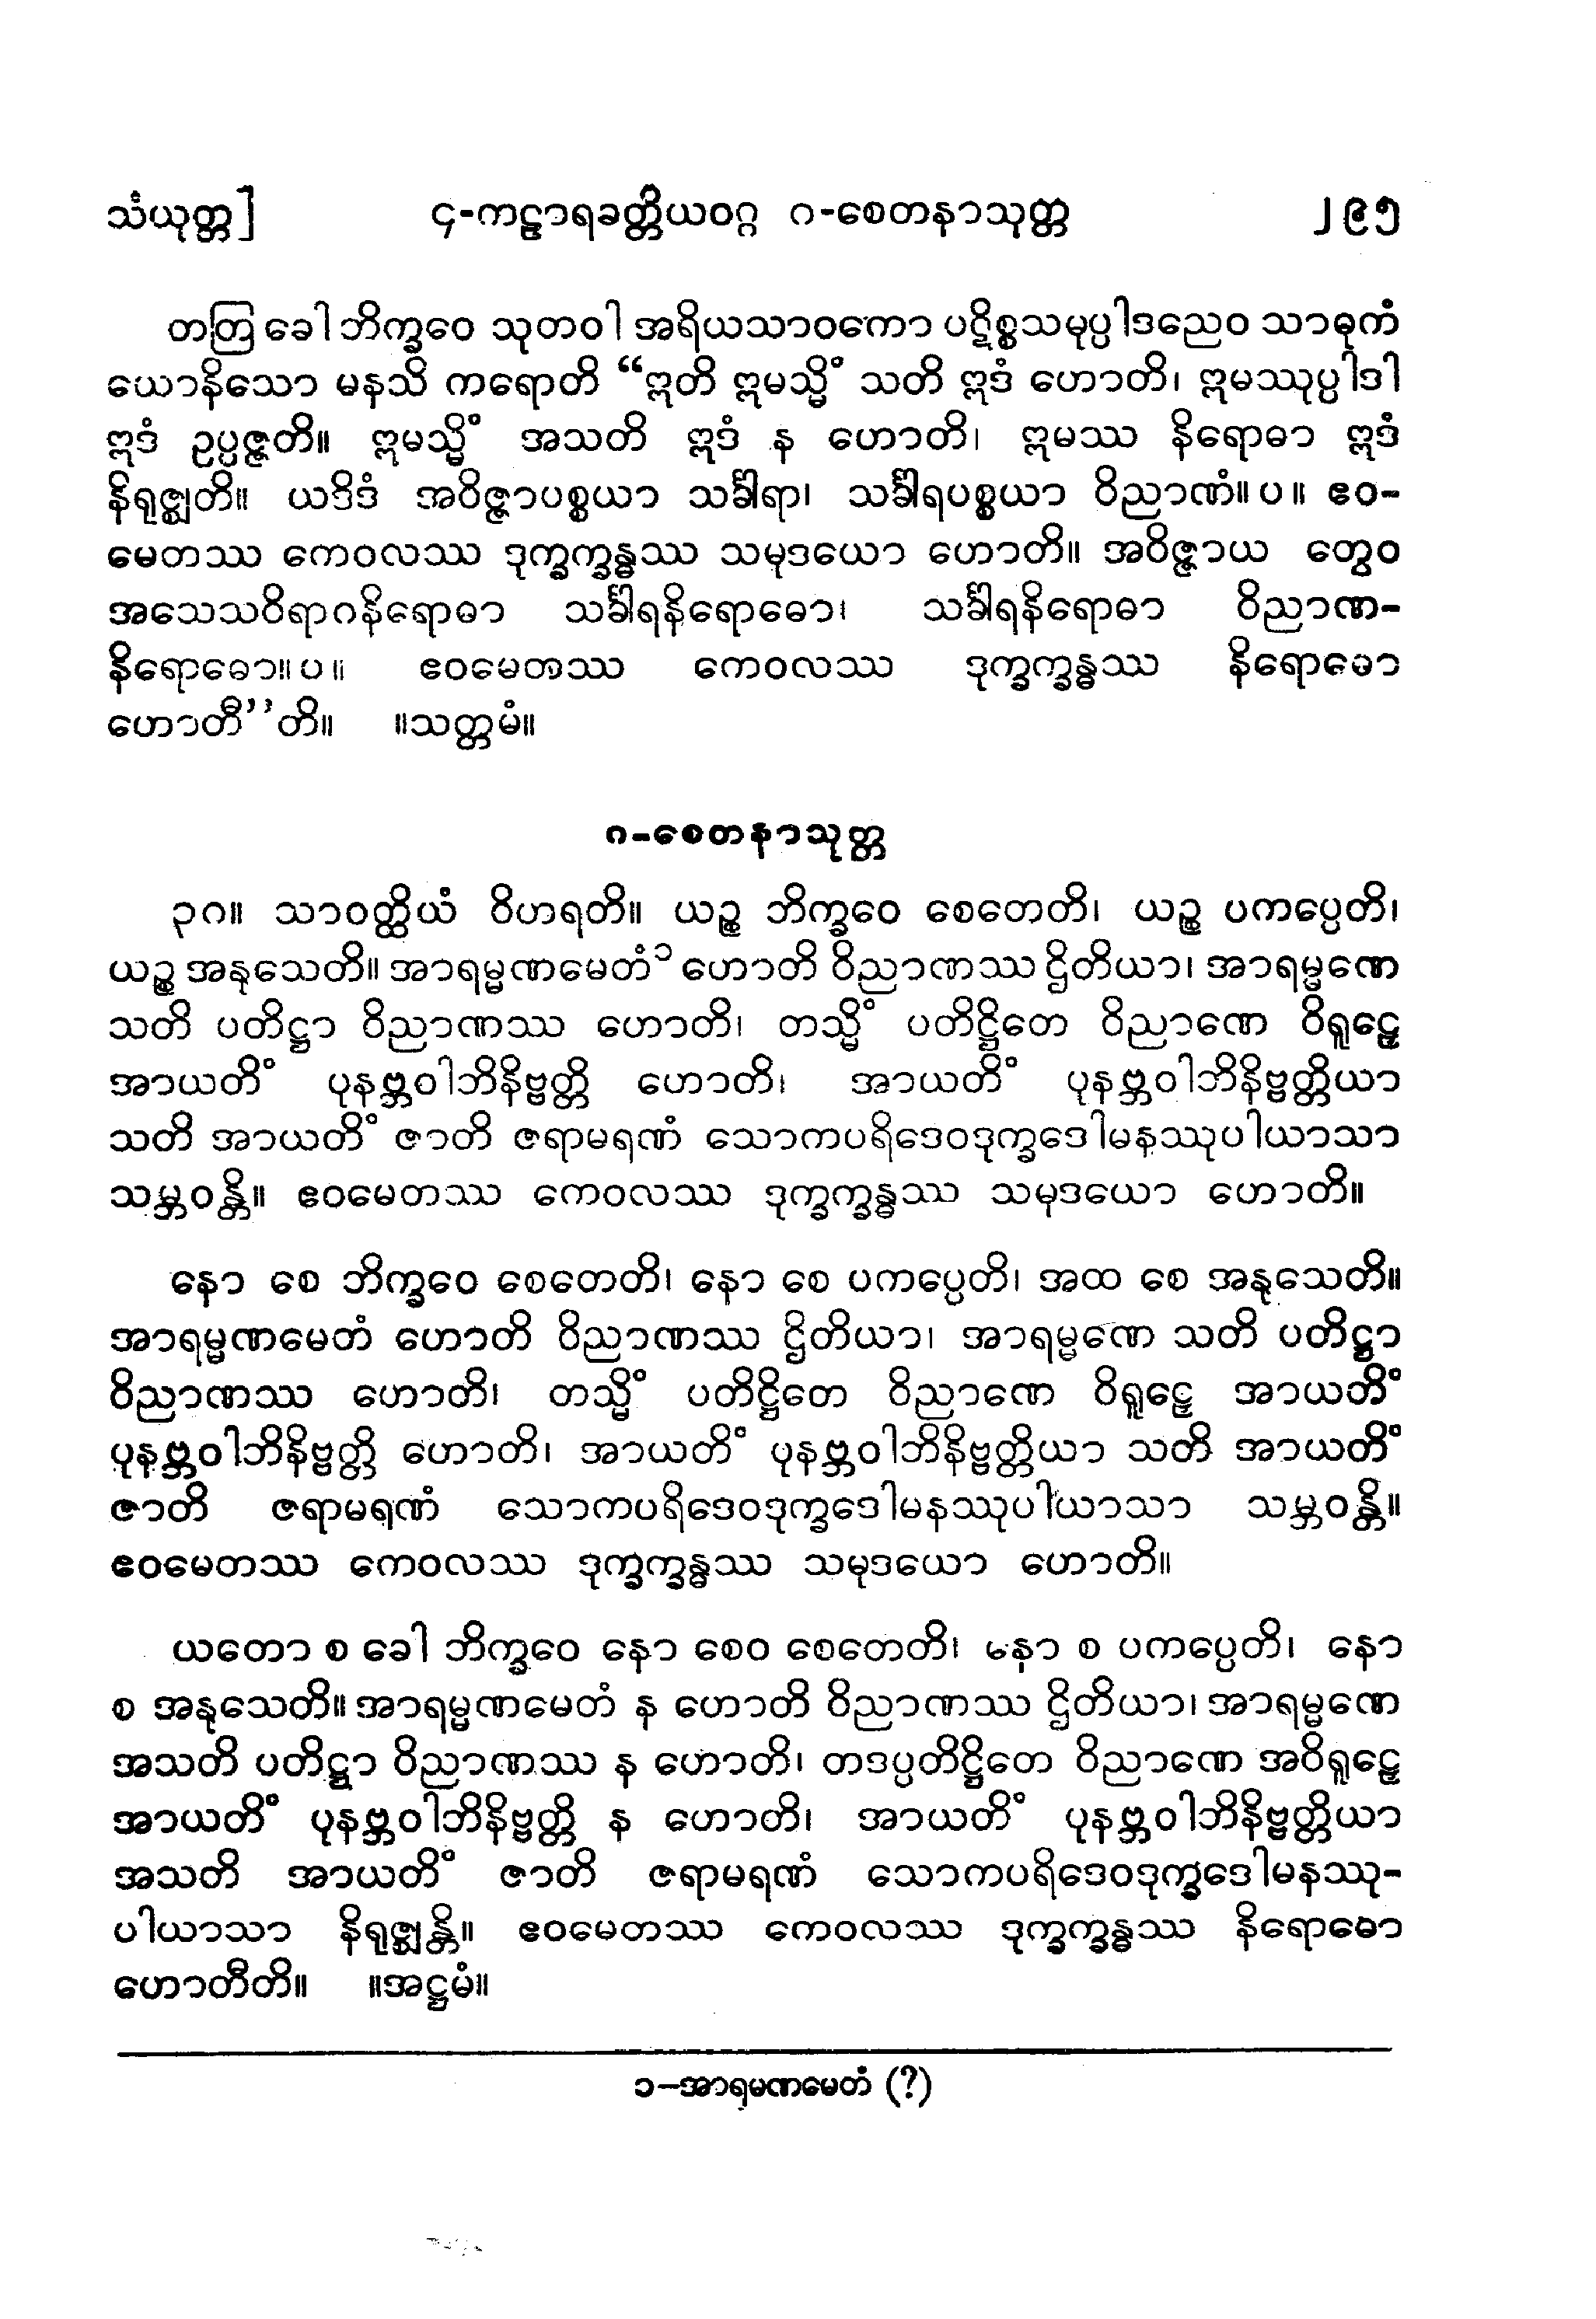 သံယုတ္တ]	၄-ကဠာရခတ္တိယဝဂ္ဂ ၈-စေတနာသုတ္တ	၂၉၅
တတြ ခေါ ဘိက္ခဝေ သုတဝါ အရိယသာဝကော ပဋိစ္စသမုပ္ပါဒညေဝ သာဓုကံ
ယောနိသော မနသိ ကရောတိ “ဣတိ ဣမသ္မိံ သတိ ဣဒံ ဟောတိ၊ ဣမဿုပ္ပါဒါ
ဣဒံ ဥပ္ပဇ္ဇတိ။ ဣမသ္မိံ အသတိ ဣဒံ န ဟောတိ၊ ဣမဿ နိရောဓာ ဣဒံ
နိရုဇ္ဈတိ။ ယဒိဒံ အဝိဇ္ဇာပစ္စယာ သင်္ခါရာ၊ သင်္ခါရပစ္စယာ ဝိညာဏံ။ ပ ။ ဧဝ-
မေတဿ ကေဝလဿ ဒုက္ခက္ခန္ဓဿ သမုဒယော ဟောတိ။ အဝိဇ္ဇာယ တွေဝ
အသေသဝိရာဂနိရောဓာ သင်္ခါရနိရောဓော၊ သင်္ခါရနိရောဓာ ဝိညာဏ-
နိရောဓော။ ပ ။ ဧဝမေတဿ ကေဝလဿ ဒုက္ခက္ခန္ဓဿ နိရောဓော
ဟောတီ’’တိ။ ။သတ္တမံ။
၈-စေတနာသုတ္တ
၃၈။ သာဝတ္ထိယံ ဝိဟရတိ။ ယဉ္စ ဘိက္ခဝေ စေတေတိ၊ ယဉ္စ ပကပ္ပေတိ၊
ယဉ္စ အနုသေတိ။ အာရမ္မဏမေတံ၁ ဟောတိ ဝိညာဏဿ ဌိတိယာ၊ အာရမ္မဏေ
သတိ ပတိဋ္ဌာ ဝိညာဏဿ ဟောတိ၊ တသ္မိံ ပတိဋ္ဌိတေ ဝိညာဏေ ဝိရူဠှေ
အာယတိံ ပုနဗ္ဘဝါဘိနိဗ္ဗတ္တိ ဟောတိ၊ အာယတိံ ပုနဗ္ဘဝါဘိနိဗ္ဗတ္တိယာ
သတိ အာယတိံ ဇာတိ ဇရာမရဏံ သောကပရိဒေဝဒုက္ခဒေါမနဿုပါယာသာ
သမ္ဘဝန္တိ။ ဧဝမေတဿ ကေဝလဿ ဒုက္ခက္ခန္ဓဿ သမုဒယော ဟောတိ။
နော စေ ဘိက္ခဝေ စေတေတိ၊ နော စေ ပကပ္ပေတိ၊ အထ စေ အနုသေတိ။
အာရမ္မဏမေတံ ဟောတိ ဝိညာဏဿ ဌိတိယာ၊ အာရမ္မဏေ သတိ ပတိဋ္ဌာ
ဝိညာဏဿ ဟောတိ၊ တသ္မိံ ပတိဋ္ဌိတေ ဝိညာဏေ ဝိရူဠှေ အာယတိံ
ပုနဗ္ဘဝါဘိနိဗ္ဗတ္တိ ဟောတိ၊ အာယတိံ ပုနဗ္ဘဝါဘိနိဗ္ဗတ္တိယာ သတိ အာယတိံ
ဇာတိ ဇရာမရဏံ သောကပရိဒေဝဒုက္ခဒေါမနဿုပါယာသာ သမ္ဘဝန္တိ။
ဧဝမေတဿ ကေဝလဿ ဒုက္ခက္ခန္ဓဿ သမုဒယော ဟောတိ။
ယတော စ ခေါ ဘိက္ခဝေ နော စေဝ စေတေတိ၊ နော စ ပကပ္ပေတိ၊ နော
စ အနုသေတိ။ အာရမ္မဏမေတံ န ဟောတိ ဝိညာဏဿ ဌိတိယာ၊ အာရမ္မဏေ
အသတိ ပတိဋ္ဌာ ဝိညာဏဿ န ဟောတိ၊ တဒပ္ပတိဋ္ဌိတေ ဝိညာဏေ အဝိရူဠှေ
အာယတိံ ပုနဗ္ဘဝါဘိနိဗ္ဗတ္တိ န ဟောတိ၊ အာယတိံ ပုနဗ္ဘဝါဘိနိဗ္ဗတ္တိယာ
အသတိ အာယတိံ ဇာတိ ဇရာမရဏံ သောကပရိဒေဝဒုက္ခဒေါမနဿု-
ပါယာသာ နိရုဇ္ဈန္တိ။ ဧဝမေတဿ ကေဝလဿ ဒုက္ခက္ခန္ဓဿ နိရောဓော
ဟောတီတိ။ ။အဋ္ဌမံ။
၁–အာရမဏမေတံ (?)